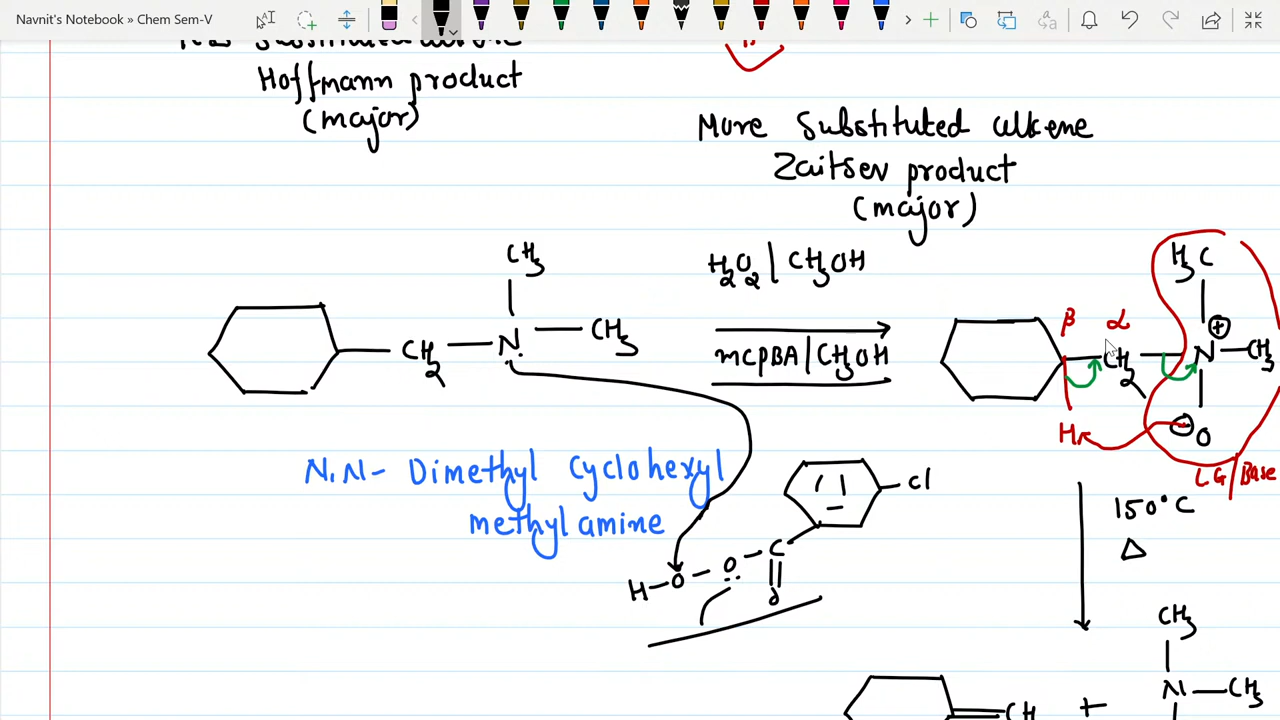 Navnit's Notebook » Chem Sem-V
Hoffmann product
(major)
More Substituted alkene
Zaitsev product
(major)
CH3
N
CH3
CH2
H2O2 | CH3OH
mcPBA | CH3OH
H3C
β α
CH2 N ⊕ CH3
H ⊖ O
LG/Base
N.N- Dimethyl Cyclohexyl
methyl amine
Cl
C
H-O-O
O
150°C
Δ
CH3
N CH3
CH +